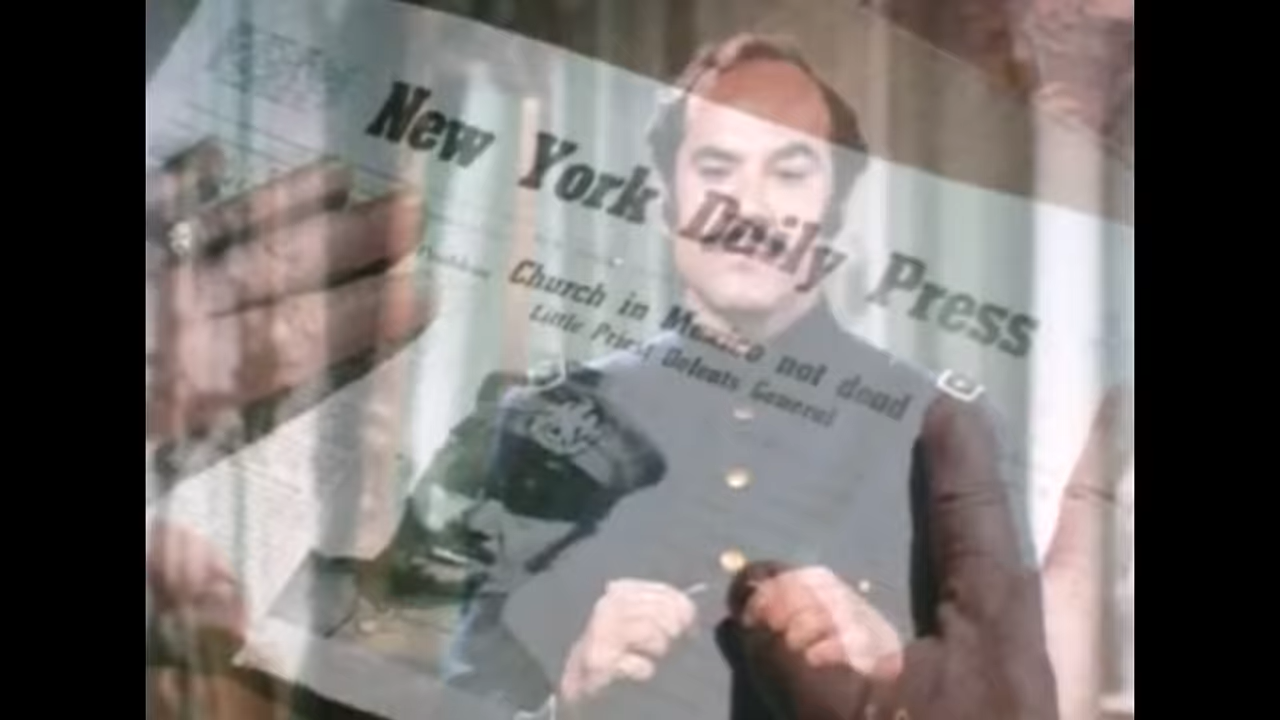 New York Daily Press
Church in Mexico not dead
Little Priest Defeats General